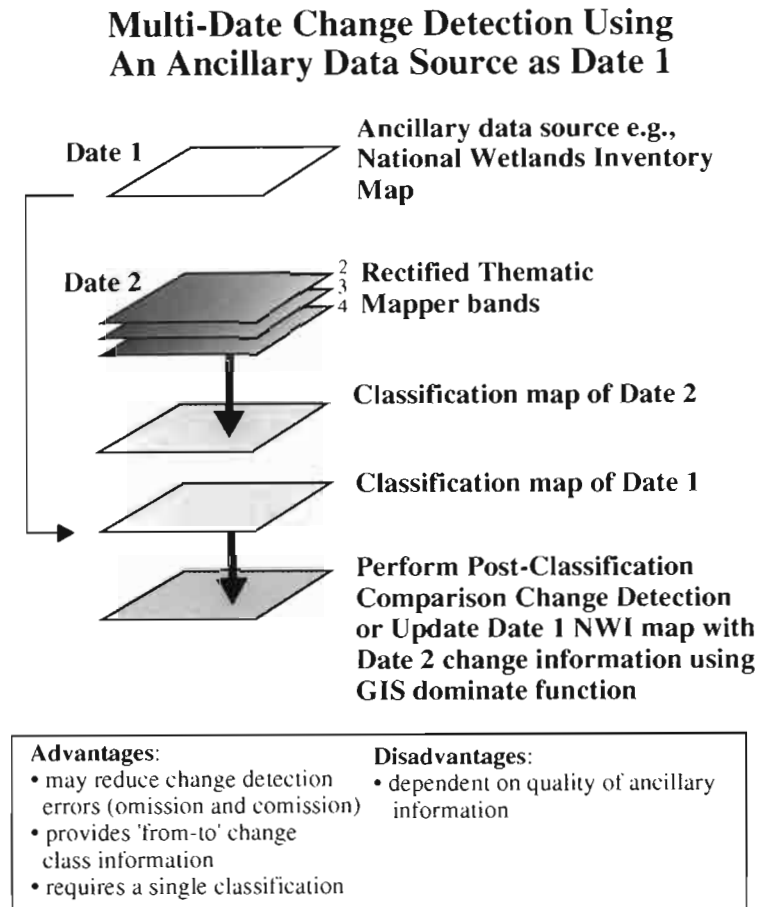 Multi-Date Change Detection Using
An Ancillary Data Source as Date 1
Date 1
Ancillary data source e.g.,
National Wetlands Inventory
Map
Date 2
2
3
4
Rectified Thematic
Mapper bands
Classification map of Date 2
Classification map of Date 1
Perform Post-Classification
Comparison Change Detection
or Update Date 1 NWI map with
Date 2 change information using
GIS dominate function
Advantages:
• may reduce change detection
errors (omission and comission)
• provides 'from-to' change
class information
• requires a single classification
Disadvantages:
• dependent on quality of ancillary
information